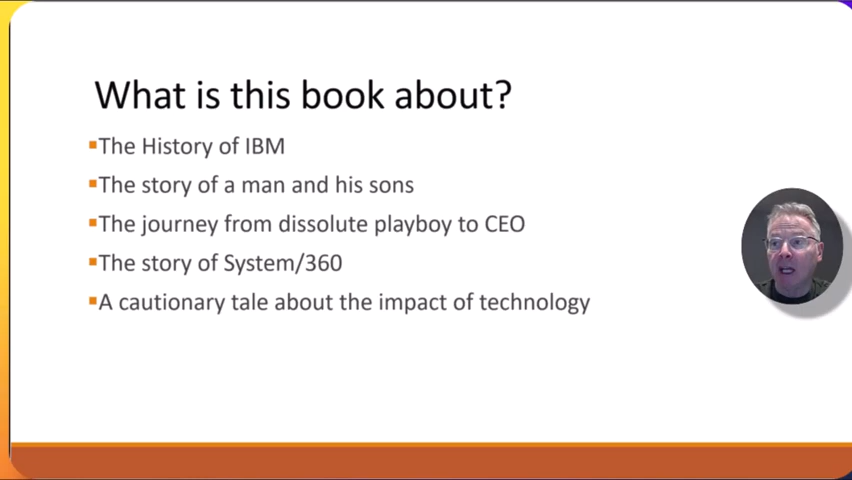 What is this book about?
The History of IBM
The story of a man and his sons
The journey from dissolute playboy to CEO
The story of System/360
A cautionary tale about the impact of technology